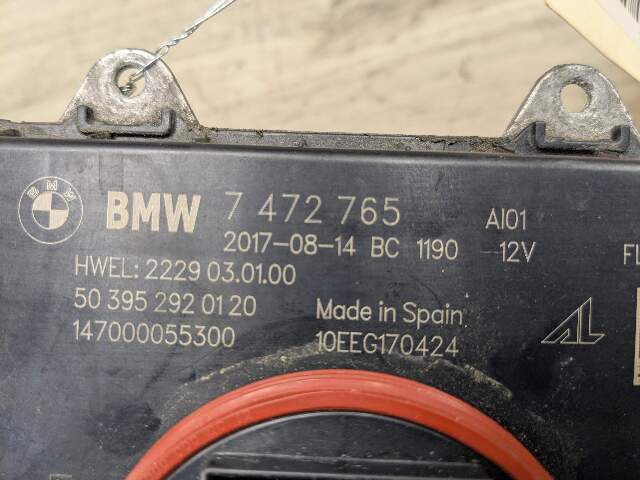 BMW BMW 7 472 765 AI01
2017-08-14 BC 1190 12V FL
HWEL: 2229 03.01.00
50 395 292 01 20 Made in Spain
147000055300 10EEG170424 AL